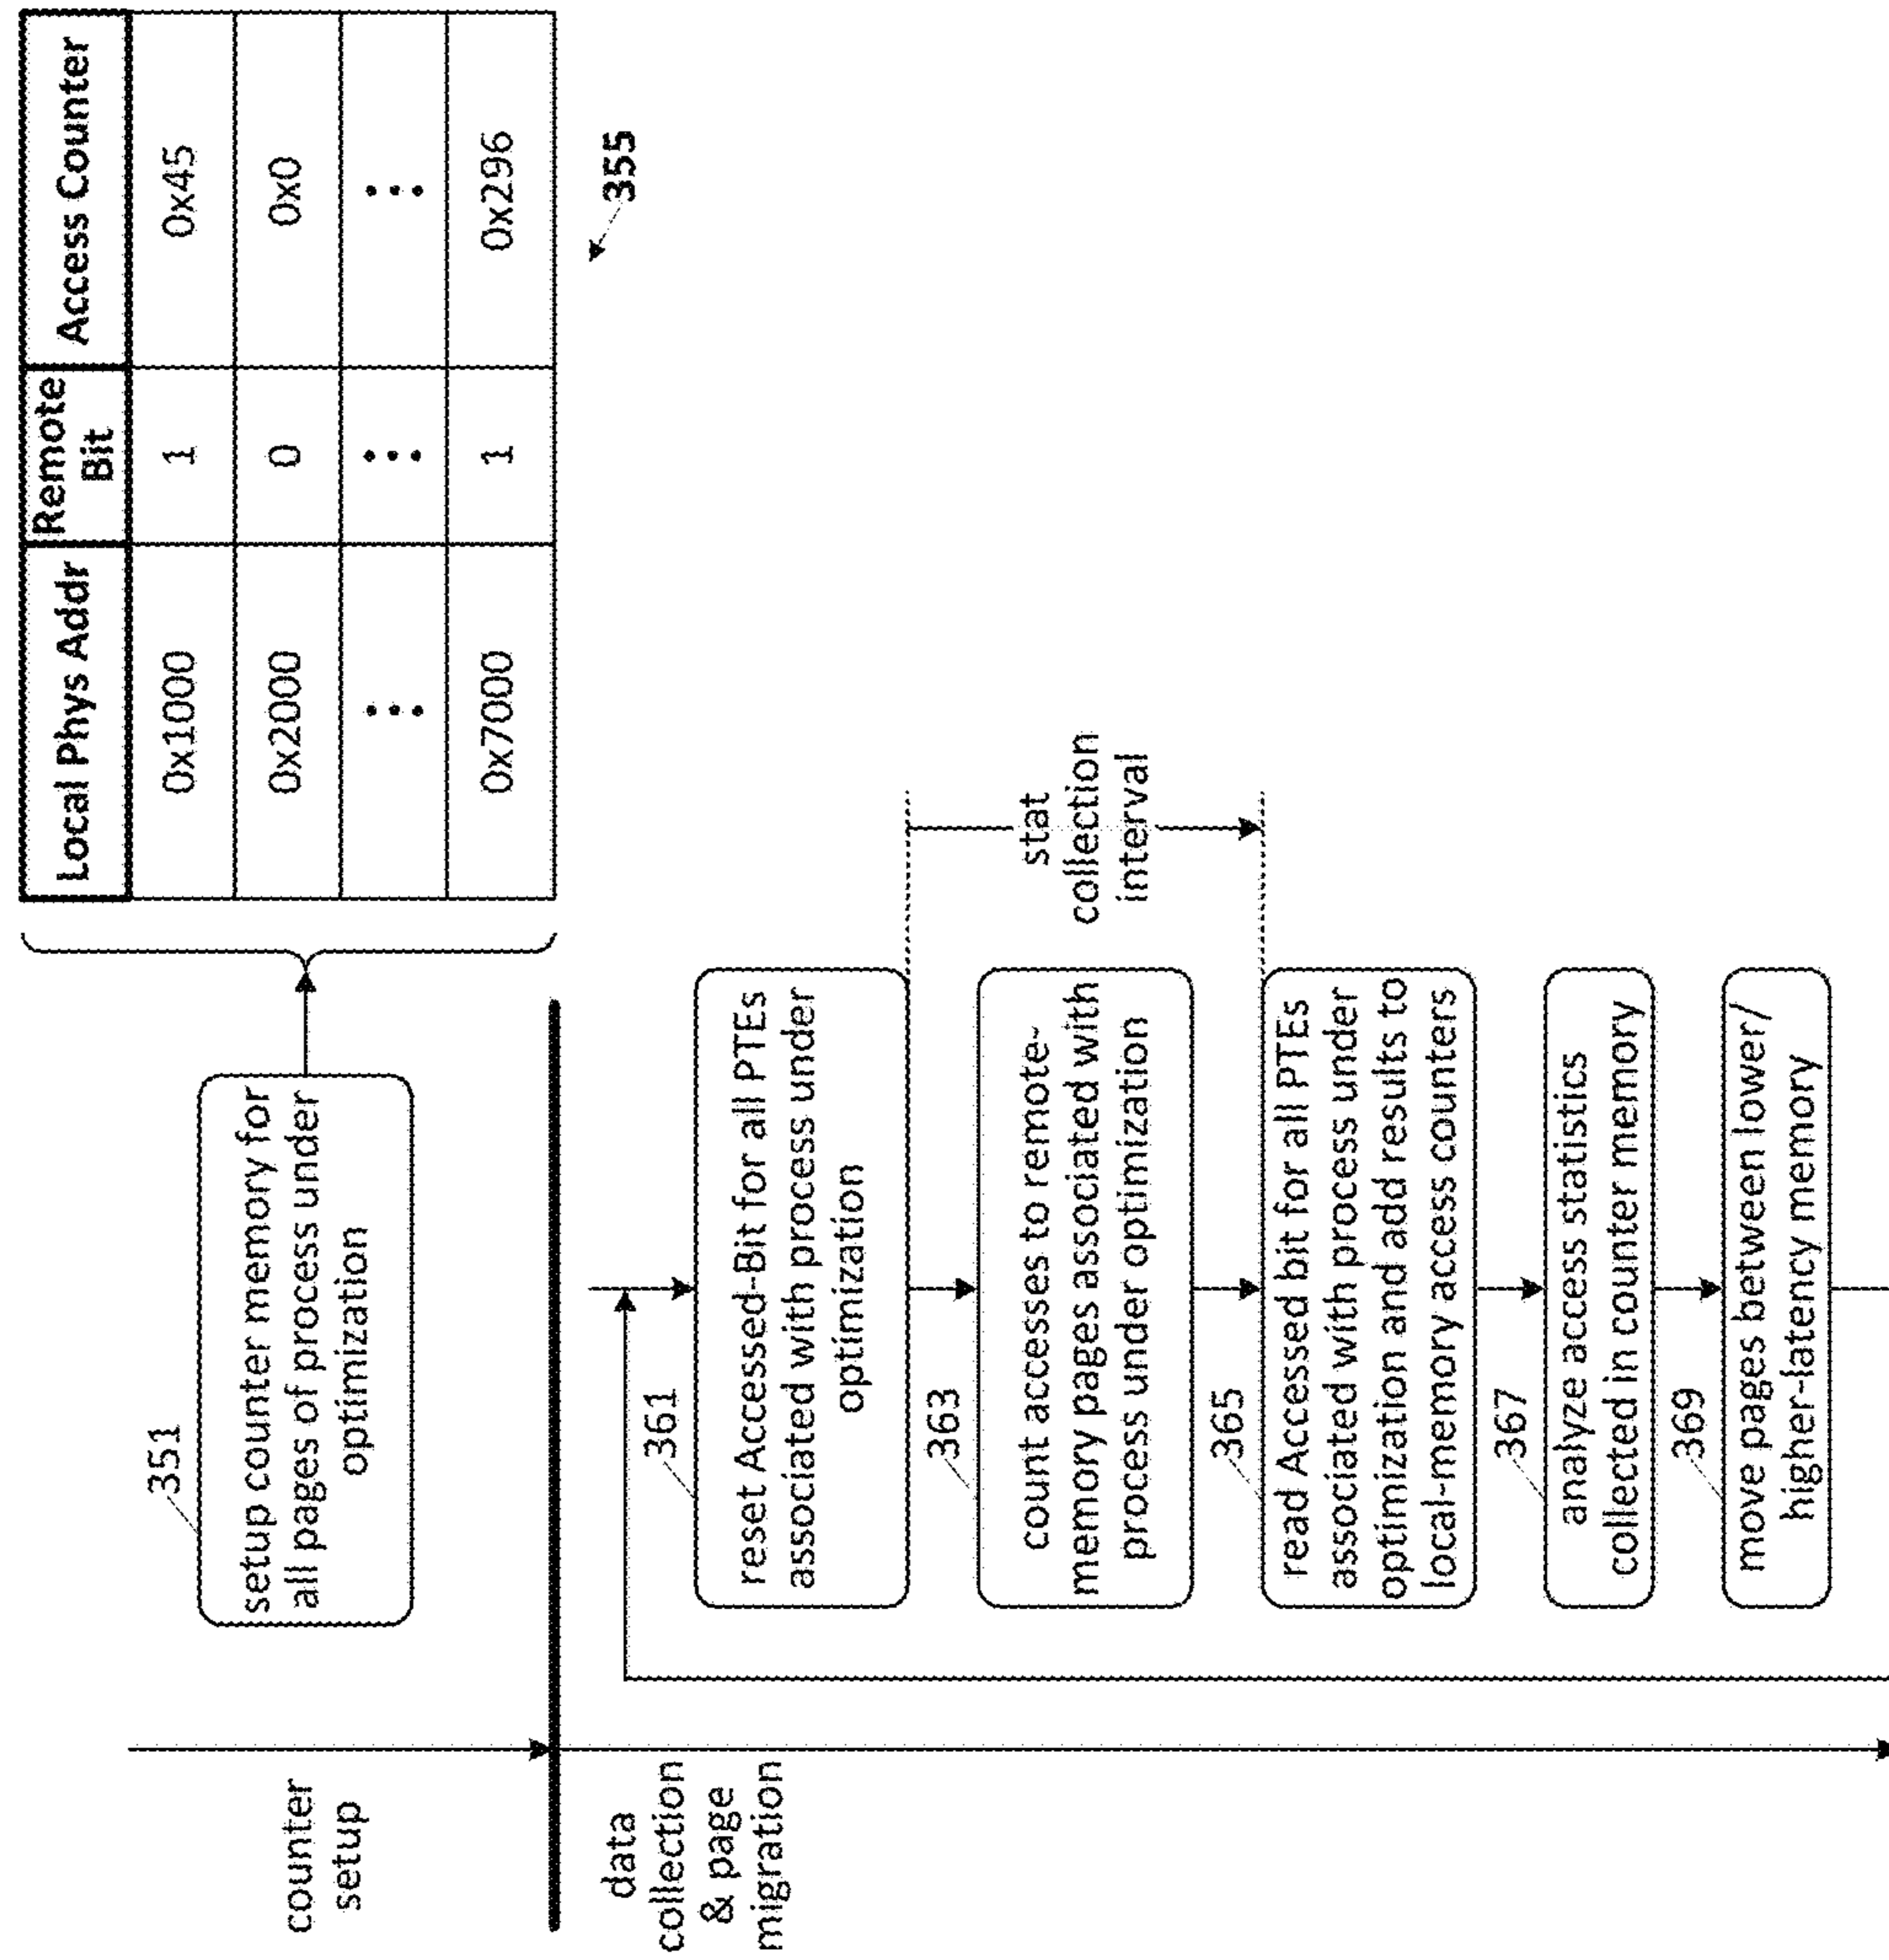 counter
setup
351
setup counter memory for
all pages of process under
optimization
Local Phys Addr
Remote
Bit
Access Counter
0x1000
1
0x45
0x2000
0
0x0
⋮
⋮
⋮
0x7000
1
0x296
355
data
collection
& page
migration
361
reset Accessed-Bit for all PTEs
associated with process under
optimization
stat
collection
interval
363
count accesses to remote-
memory pages associated with
process under optimization
365
read Accessed bit for all PTEs
associated with process under
optimization and add results to
local-memory access counters
367
analyze access statistics
collected in counter memory
369
move pages between lower/
higher-latency memory